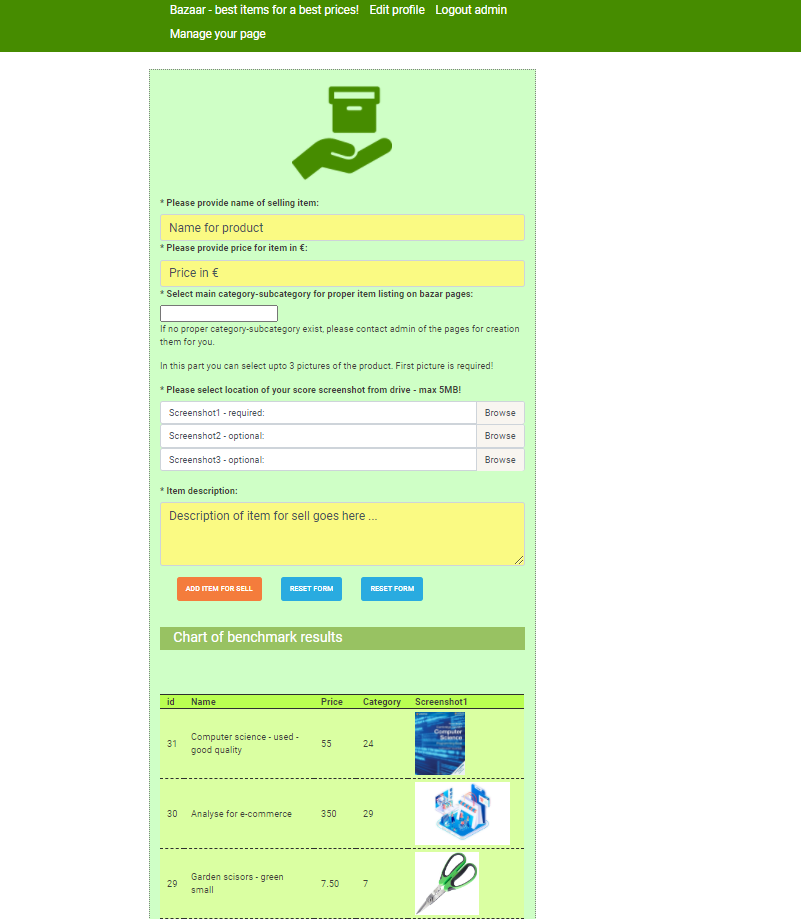 Bazaar - best items for a best prices! Edit profile Logout admin
Manage your page
* Please provide name of selling item:
Name for product
* Please provide price for item in €:
Price in €
* Select main category-subcategory for proper item listing on bazar pages:
If no proper category-subcategory exist, please contact admin of the pages for creation
them for you.
In this part you can select upto 3 pictures of the product. First picture is required!
* Please select location of your score screenshot from drive - max 5MB!
Screenshot1 - required: Browse
Screenshot2 - optional: Browse
Screenshot3 - optional: Browse
* Item description:
Description of item for sell goes here ...
ADD ITEM FOR SELL RESET FORM RESET FORM
Chart of benchmark results
id Name Price Category Screenshot1
Computer
Science
31 Computer science - used - 55 24
good quality
30 Analyse for e-commerce 350 29
29 Garden scisors - green 7.50 7
small